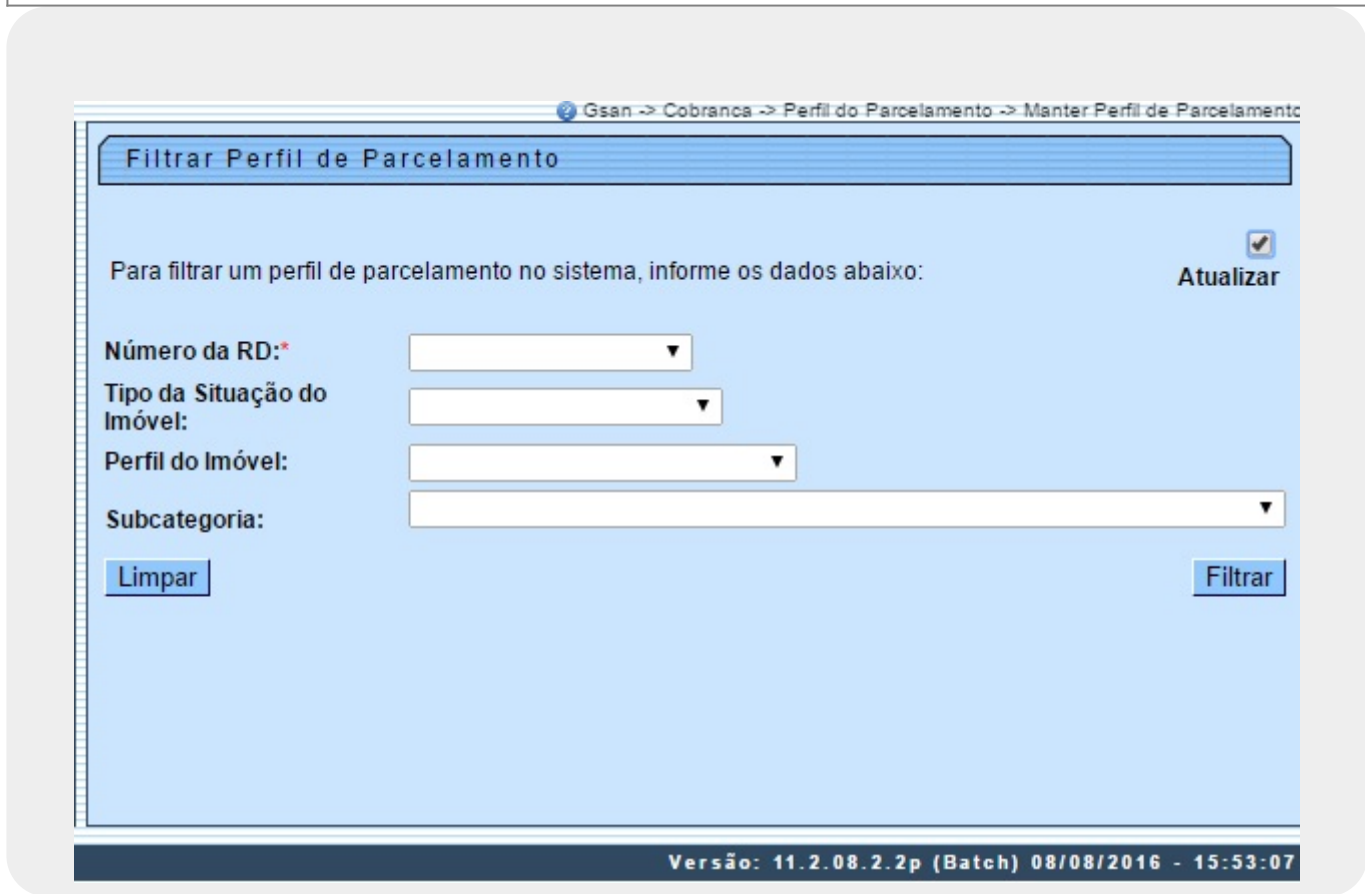 Gsan -> Cobranca -> Perfil do Parcelamento -> Manter Perfil de Parcelamento
Filtrar Perfil de Parcelamento
Atualizar
Para filtrar um perfil de parcelamento no sistema, informe os dados abaixo:
Número da RD:*
Tipo da Situação do
Imóvel:
Perfil do Imóvel:
Subcategoria:
Limpar
Filtrar
Versão: 11.2.08.2.2p (Batch) 08/08/2016 - 15:53:07